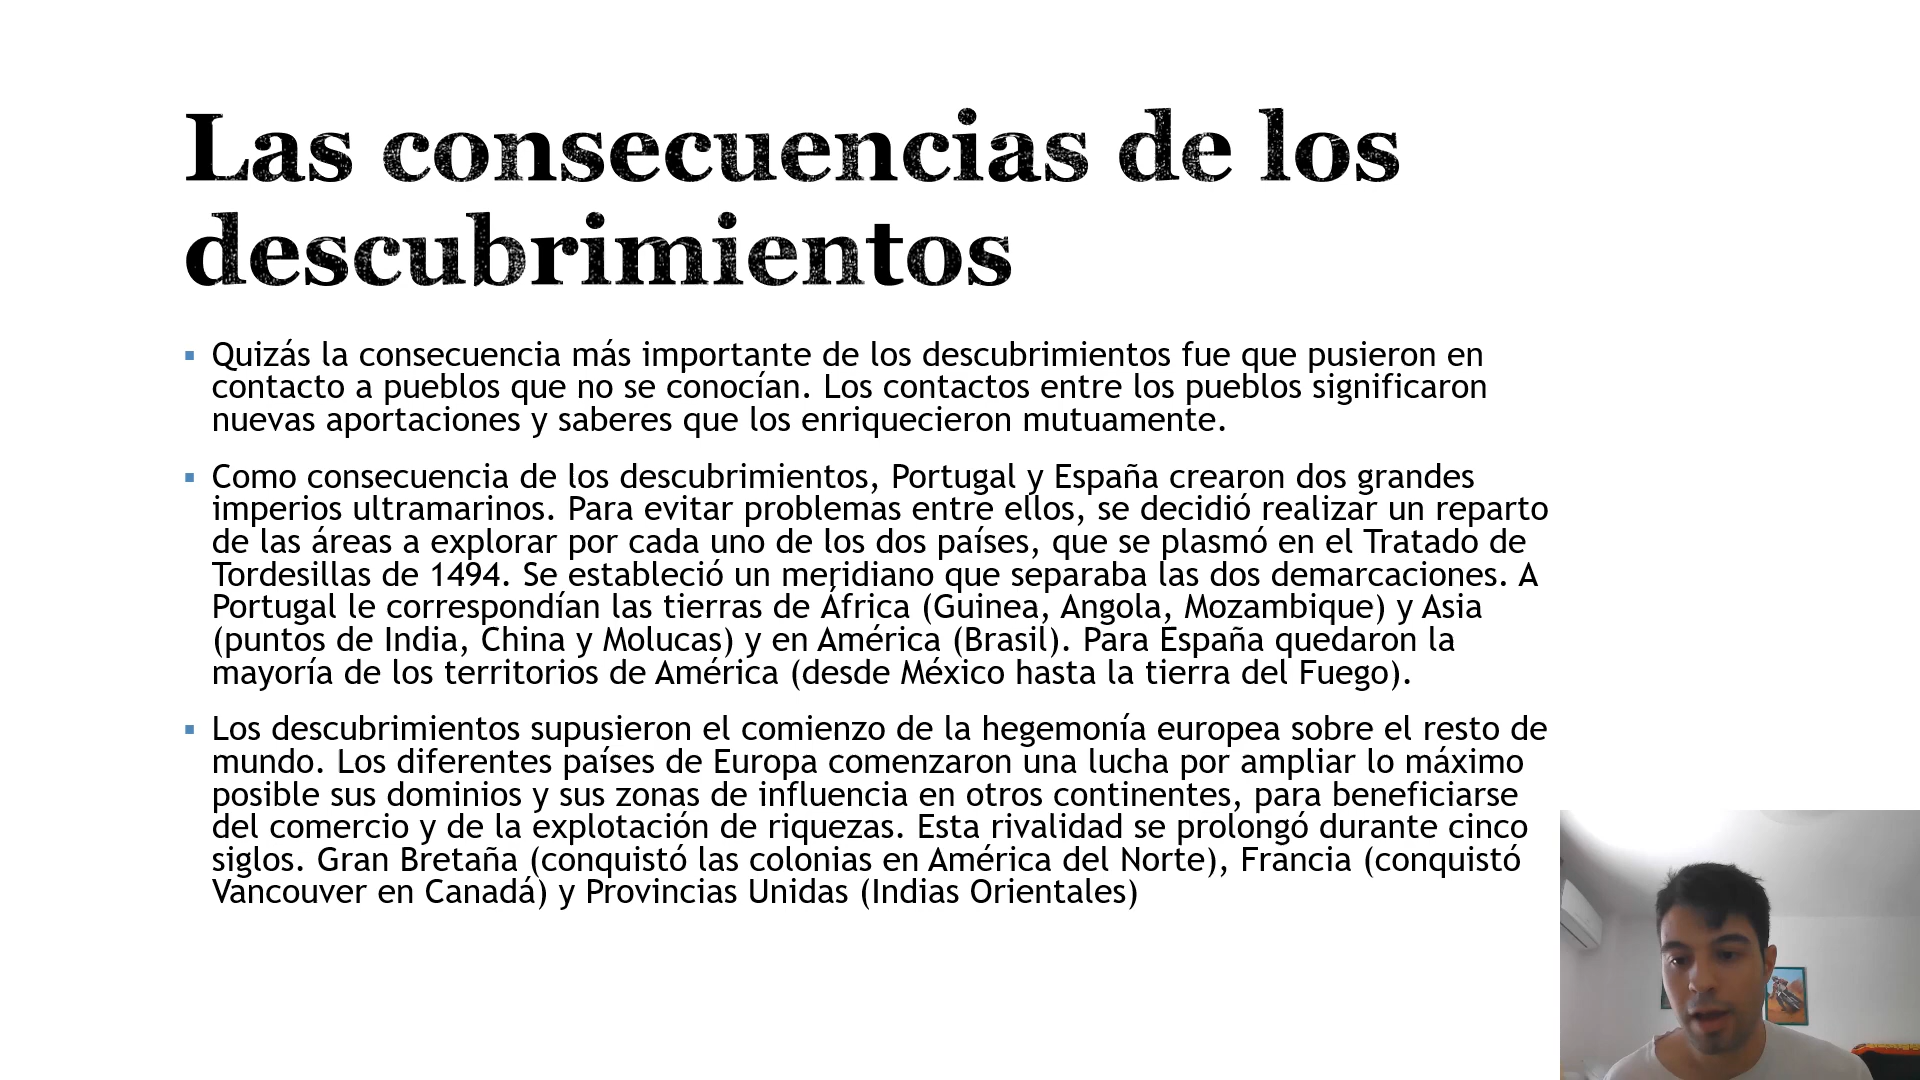 Las consecuencias de los
descubrimientos
▪ Quizás la consecuencia más importante de los descubrimientos fue que pusieron en
contacto a pueblos que no se conocían. Los contactos entre los pueblos significaron
nuevas aportaciones y saberes que los enriquecieron mutuamente.
▪ Como consecuencia de los descubrimientos, Portugal y España crearon dos grandes
imperios ultramarinos. Para evitar problemas entre ellos, se decidió realizar un reparto
de las áreas a explorar por cada uno de los dos países, que se plasmó en el Tratado de
Tordesillas de 1494. Se estableció un meridiano que separaba las dos demarcaciones. A
Portugal le correspondían las tierras de África (Guinea, Angola, Mozambique) y Asia
(puntos de India, China y Molucas) y en América (Brasil). Para España quedaron la
mayoría de los territorios de América (desde México hasta la tierra del Fuego).
▪ Los descubrimientos supusieron el comienzo de la hegemonía europea sobre el resto de
mundo. Los diferentes países de Europa comenzaron una lucha por ampliar lo máximo
posible sus dominios y sus zonas de influencia en otros continentes, para beneficiarse
del comercio y de la explotación de riquezas. Esta rivalidad se prolongó durante cinco
siglos. Gran Bretaña (conquistó las colonias en América del Norte), Francia (conquistó
Vancouver en Canadá) y Provincias Unidas (Indias Orientales)